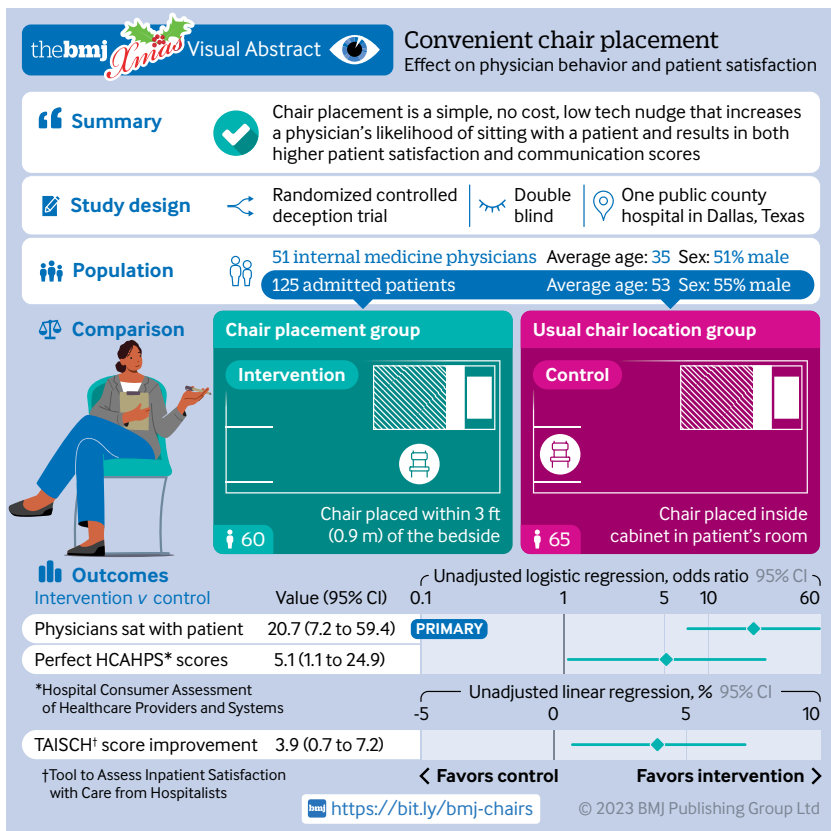 thebmj Xmas Visual Abstract
Convenient chair placement
Effect on physician behavior and patient satisfaction
Summary
Chair placement is a simple, no cost, low tech nudge that increases
a physician's likelihood of sitting with a patient and results in both
higher patient satisfaction and communication scores
Study design
Randomized controlled
deception trial
Double
blind
One public county
hospital in Dallas, Texas
Population
51 internal medicine physicians Average age: 35 Sex: 51% male
125 admitted patients Average age: 53 Sex: 55% male
Comparison
Chair placement group
Intervention
Chair placed within 3 ft
(0.9 m) of the bedside
60
Usual chair location group
Control
Chair placed inside
cabinet in patient's room
65
Outcomes
Intervention v control
Value (95% CI)
Unadjusted logistic regression, odds ratio 95% CI
0.1 1 5 10 60
Physicians sat with patient 20.7 (7.2 to 59.4) PRIMARY
Perfect HCAHPS* scores 5.1 (1.1 to 24.9)
*Hospital Consumer Assessment
of Healthcare Providers and Systems
Unadjusted linear regression, % 95% CI
-5 0 5 10
TAISCH† score improvement 3.9 (0.7 to 7.2)
†Tool to Assess Inpatient Satisfaction
with Care from Hospitalists
< Favors control Favors intervention >
bmj https://bit.ly/bmj-chairs
© 2023 BMJ Publishing Group Ltd